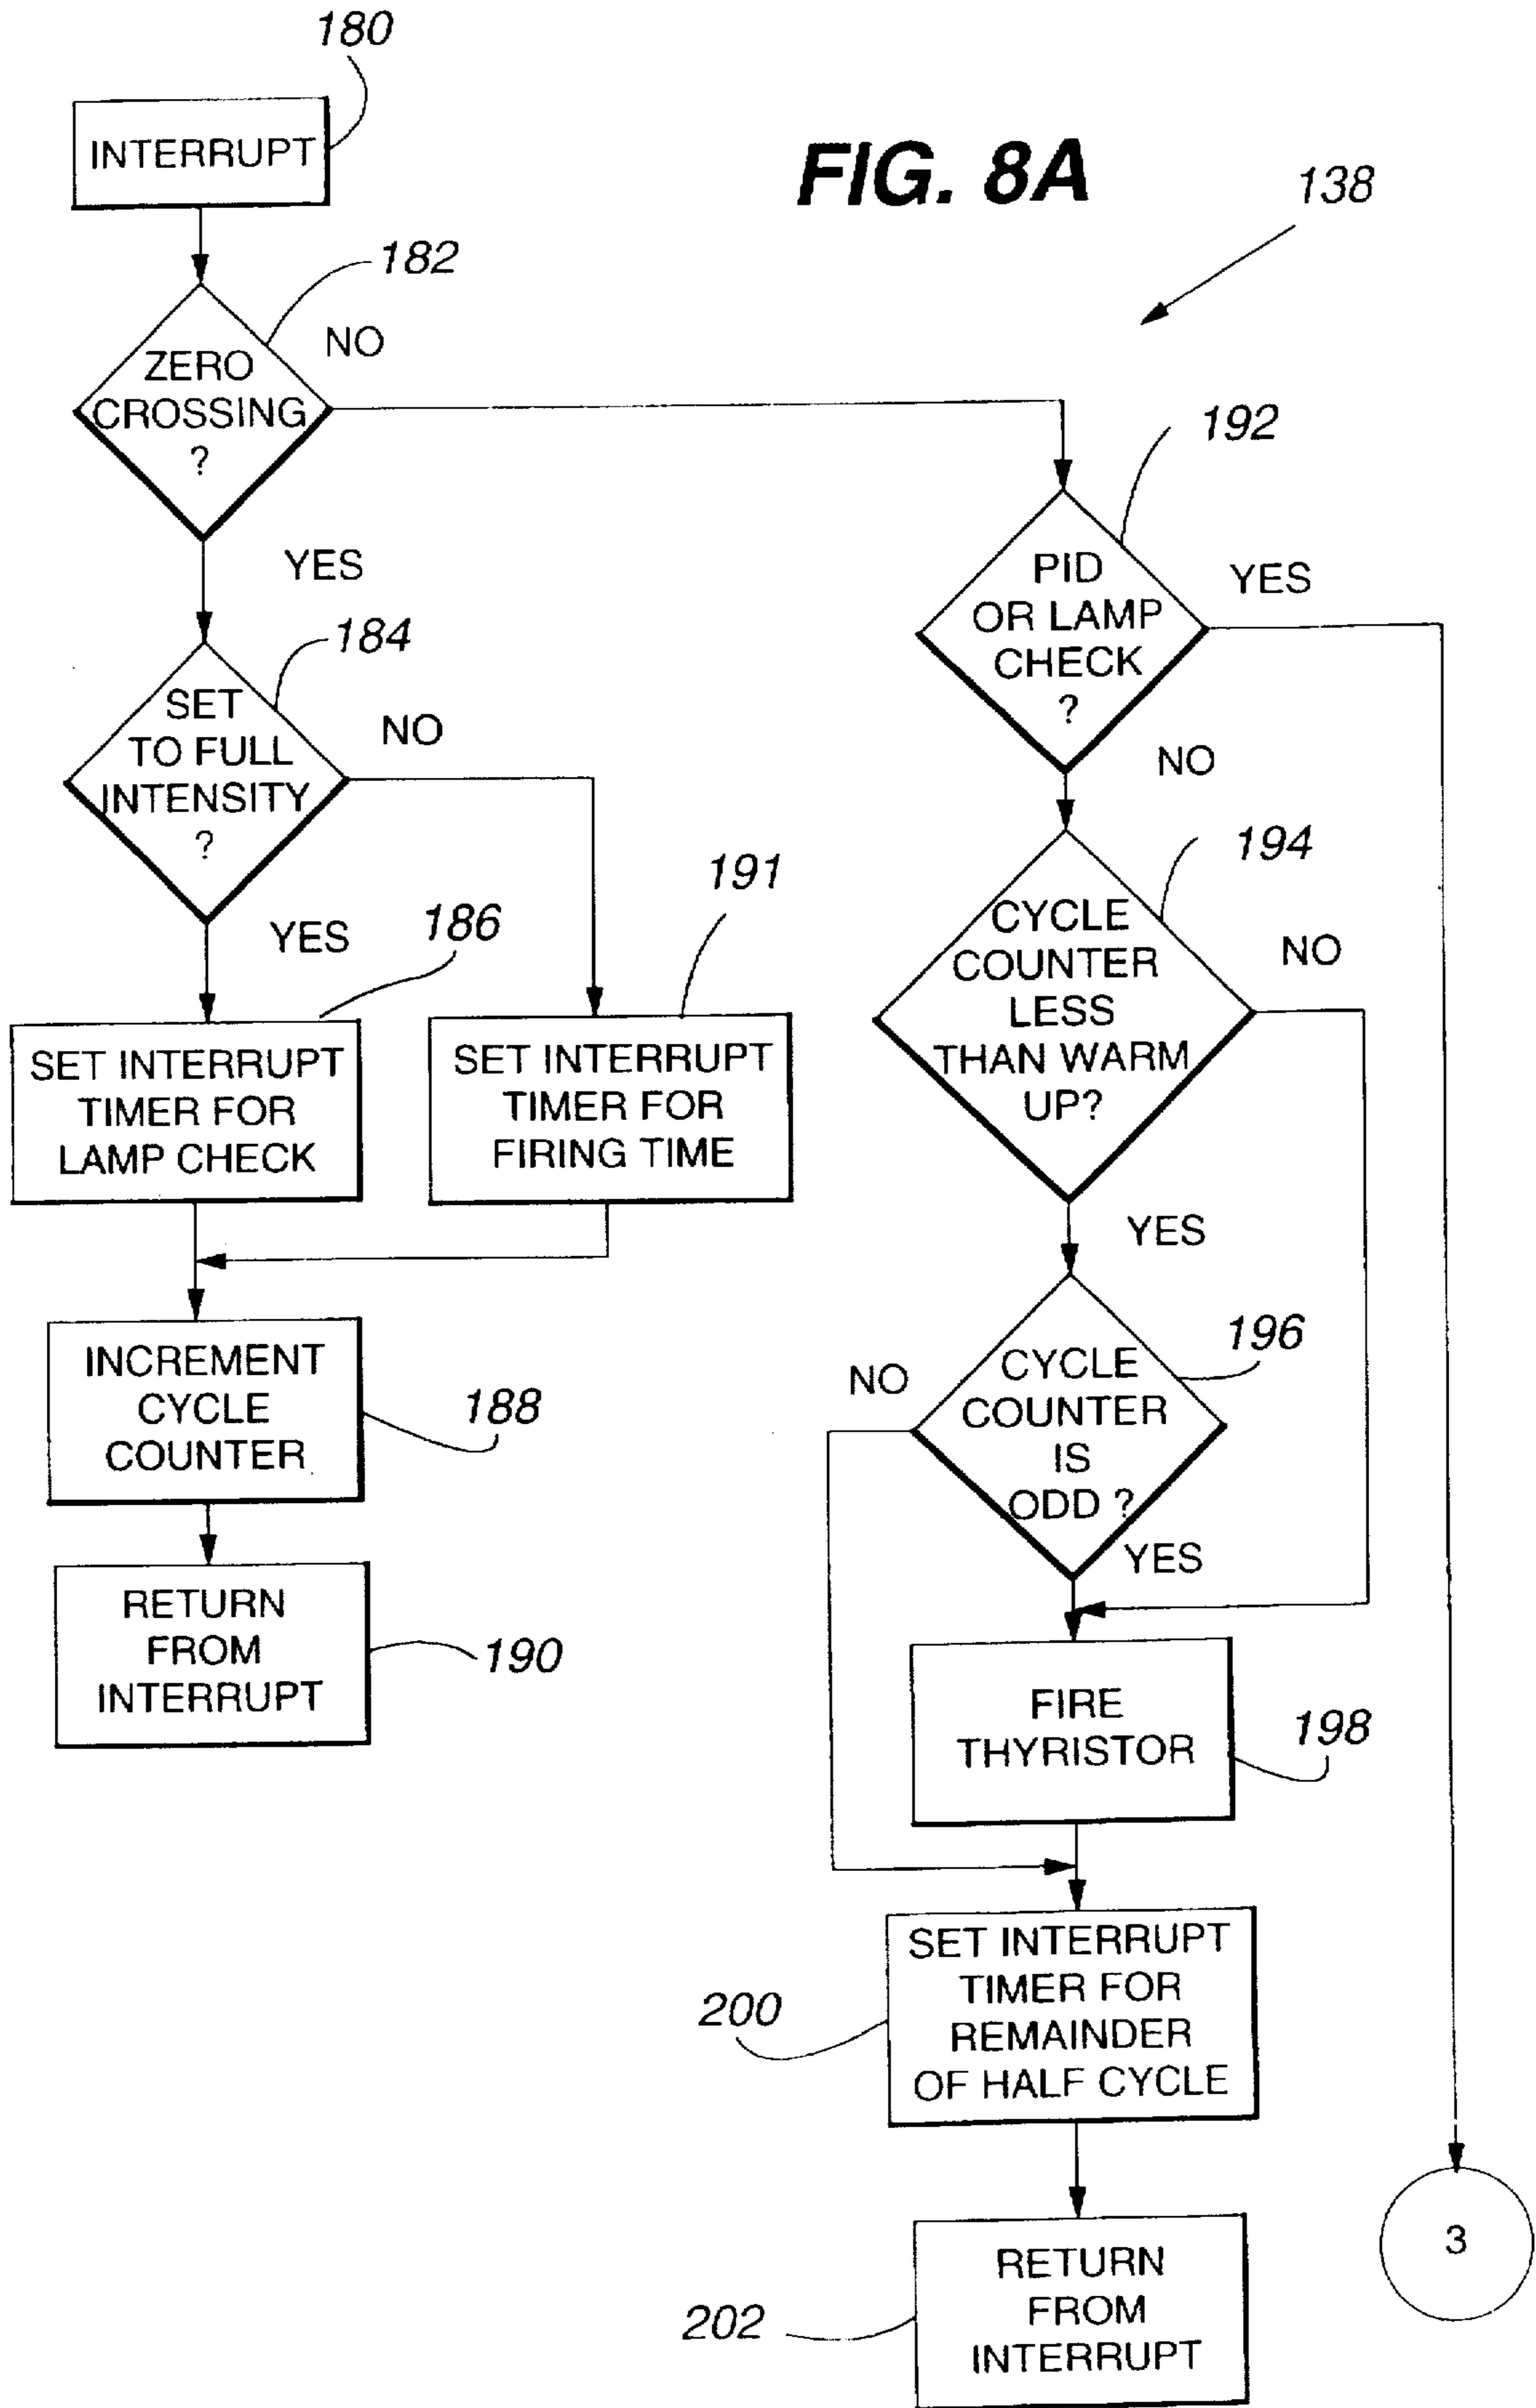 180
INTERRUPT
FIG. 8A
138
182
ZERO
CROSSING
?
NO
YES
184
SET
TO FULL
INTENSITY
?
NO
YES
186
SET INTERRUPT
TIMER FOR
LAMP CHECK
191
SET INTERRUPT
TIMER FOR
FIRING TIME
INCREMENT
CYCLE
COUNTER
188
RETURN
FROM
INTERRUPT
190
192
PID
OR LAMP
CHECK
?
YES
NO
194
CYCLE
COUNTER
LESS
THAN WARM
UP?
NO
YES
196
CYCLE
COUNTER
IS
ODD ?
NO
YES
FIRE
THYRISTOR
198
SET INTERRUPT
TIMER FOR
REMAINDER
OF HALF CYCLE
200
RETURN
FROM
INTERRUPT
202
3